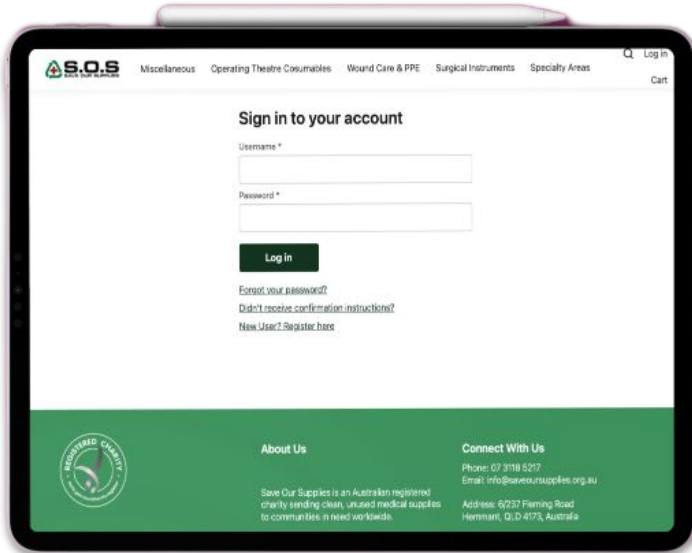 S.O.S
SAVE OUR SUPPLIES
Miscellaneous Operating Theatre Cosumables Wound Care & PPE Surgical Instruments Specialty Areas
Log in
Cart
Sign in to your account
Username *
Password *
Log in
Forgot your password?
Didn't receive confirmation instructions?
New User? Register here
REGISTERED CHARITY
About Us
Save Our Supplies is an Australian registered
charity sending clean, unused medical supplies
to communities in need worldwide.
Connect With Us
Phone: 07 3118 5217
Email: info@saveoursupplies.org.au
Address: 6/237 Fleming Road
Hemmant, QLD 4173, Australia